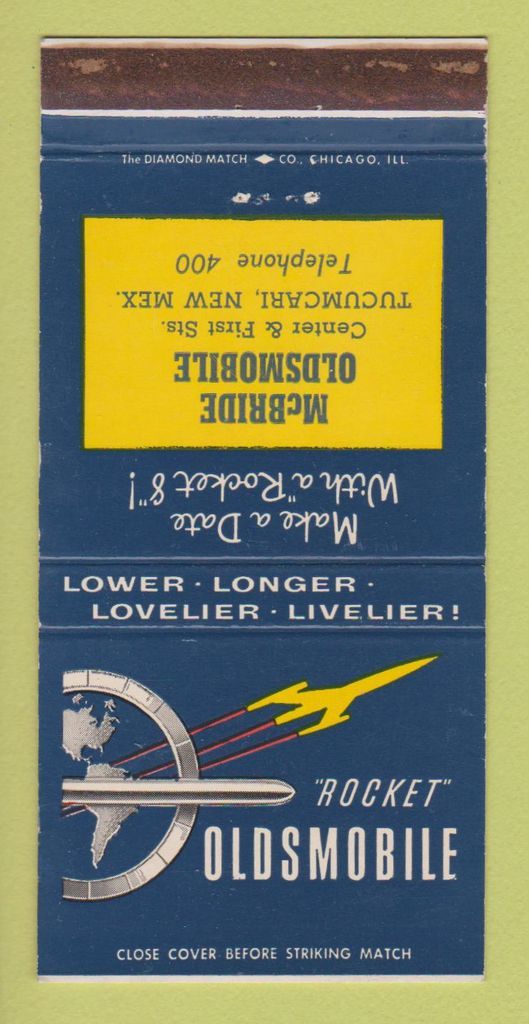 The DIAMOND MATCH CO., CHICAGO, ILL.
Make a Date
With a "Rocket 8"!
McBRIDE
OLDSMOBILE
Center & First Sts.
TUCUMCARI, NEW MEX.
Telephone 400
LOWER · LONGER ·
LOVELIER · LIVELIER!
"ROCKET"
OLDSMOBILE
CLOSE COVER BEFORE STRIKING MATCH